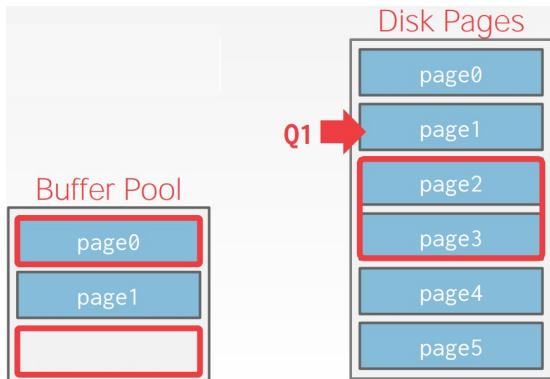 Disk Pages
page0
Q1
page1
page2
page3
page4
page5
Buffer Pool
page0
page1